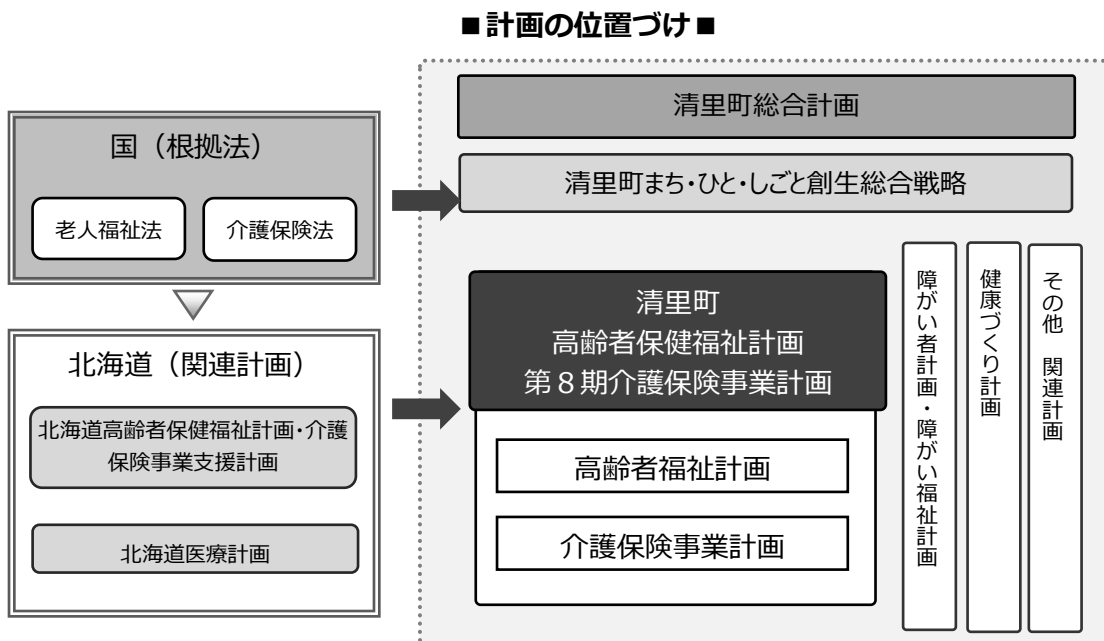 ■計画の位置づけ■
国（根拠法）
老人福祉法
介護保険法
北海道（関連計画）
北海道高齢者保健福祉計画・介護
保険事業支援計画
北海道医療計画
清里町総合計画
清里町まち・ひと・しごと創生総合戦略
清里町
高齢者保健福祉計画
第８期介護保険事業計画
高齢者福祉計画
介護保険事業計画
障がい者計画・障がい福祉計画
健康づくり計画
その他　関連計画